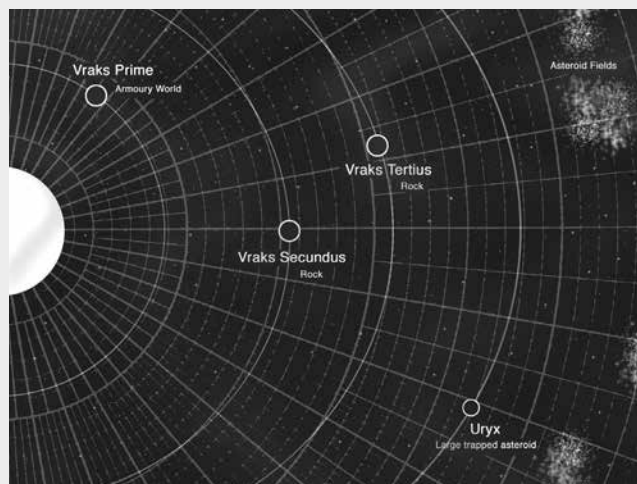 Vraks Prime
Armoury World
Asteroid Fields
Vraks Tertius
Rock
Vraks Secundus
Rock
Uryx
Large trapped asteroid